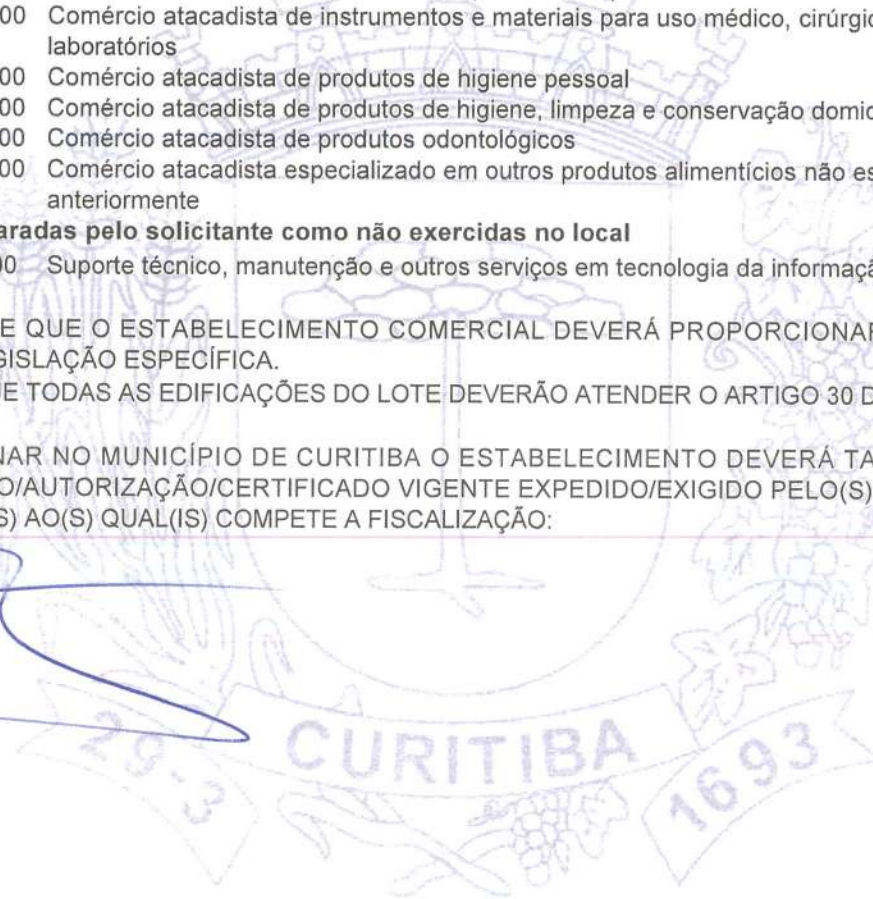 00 Comércio atacadista de instrumentos e materiais para uso médico, cirúrgic
laboratórios
00 Comércio atacadista de produtos de higiene pessoal
00 Comércio atacadista de produtos de higiene, limpeza e conservação domic
00 Comércio atacadista de produtos odontológicos
00 Comércio atacadista especializado em outros produtos alimentícios não es
anteriormente
aradas pelo solicitante como não exercidas no local
00 Suporte técnico, manutenção e outros serviços em tecnologia da informaçã
E QUE O ESTABELECIMENTO COMERCIAL DEVERÁ PROPORCIONAR
GISLAÇÃO ESPECÍFICA.
UE TODAS AS EDIFICAÇÕES DO LOTE DEVERÃO ATENDER O ARTIGO 30 D
NAR NO MUNICÍPIO DE CURITIBA O ESTABELECIMENTO DEVERÁ TA
O/AUTORIZAÇÃO/CERTIFICADO VIGENTE EXPEDIDO/EXIGIDO PELO(S)
S) AO(S) QUAL(IS) COMPETE A FISCALIZAÇÃO:
29-3 CURITIBA 1693